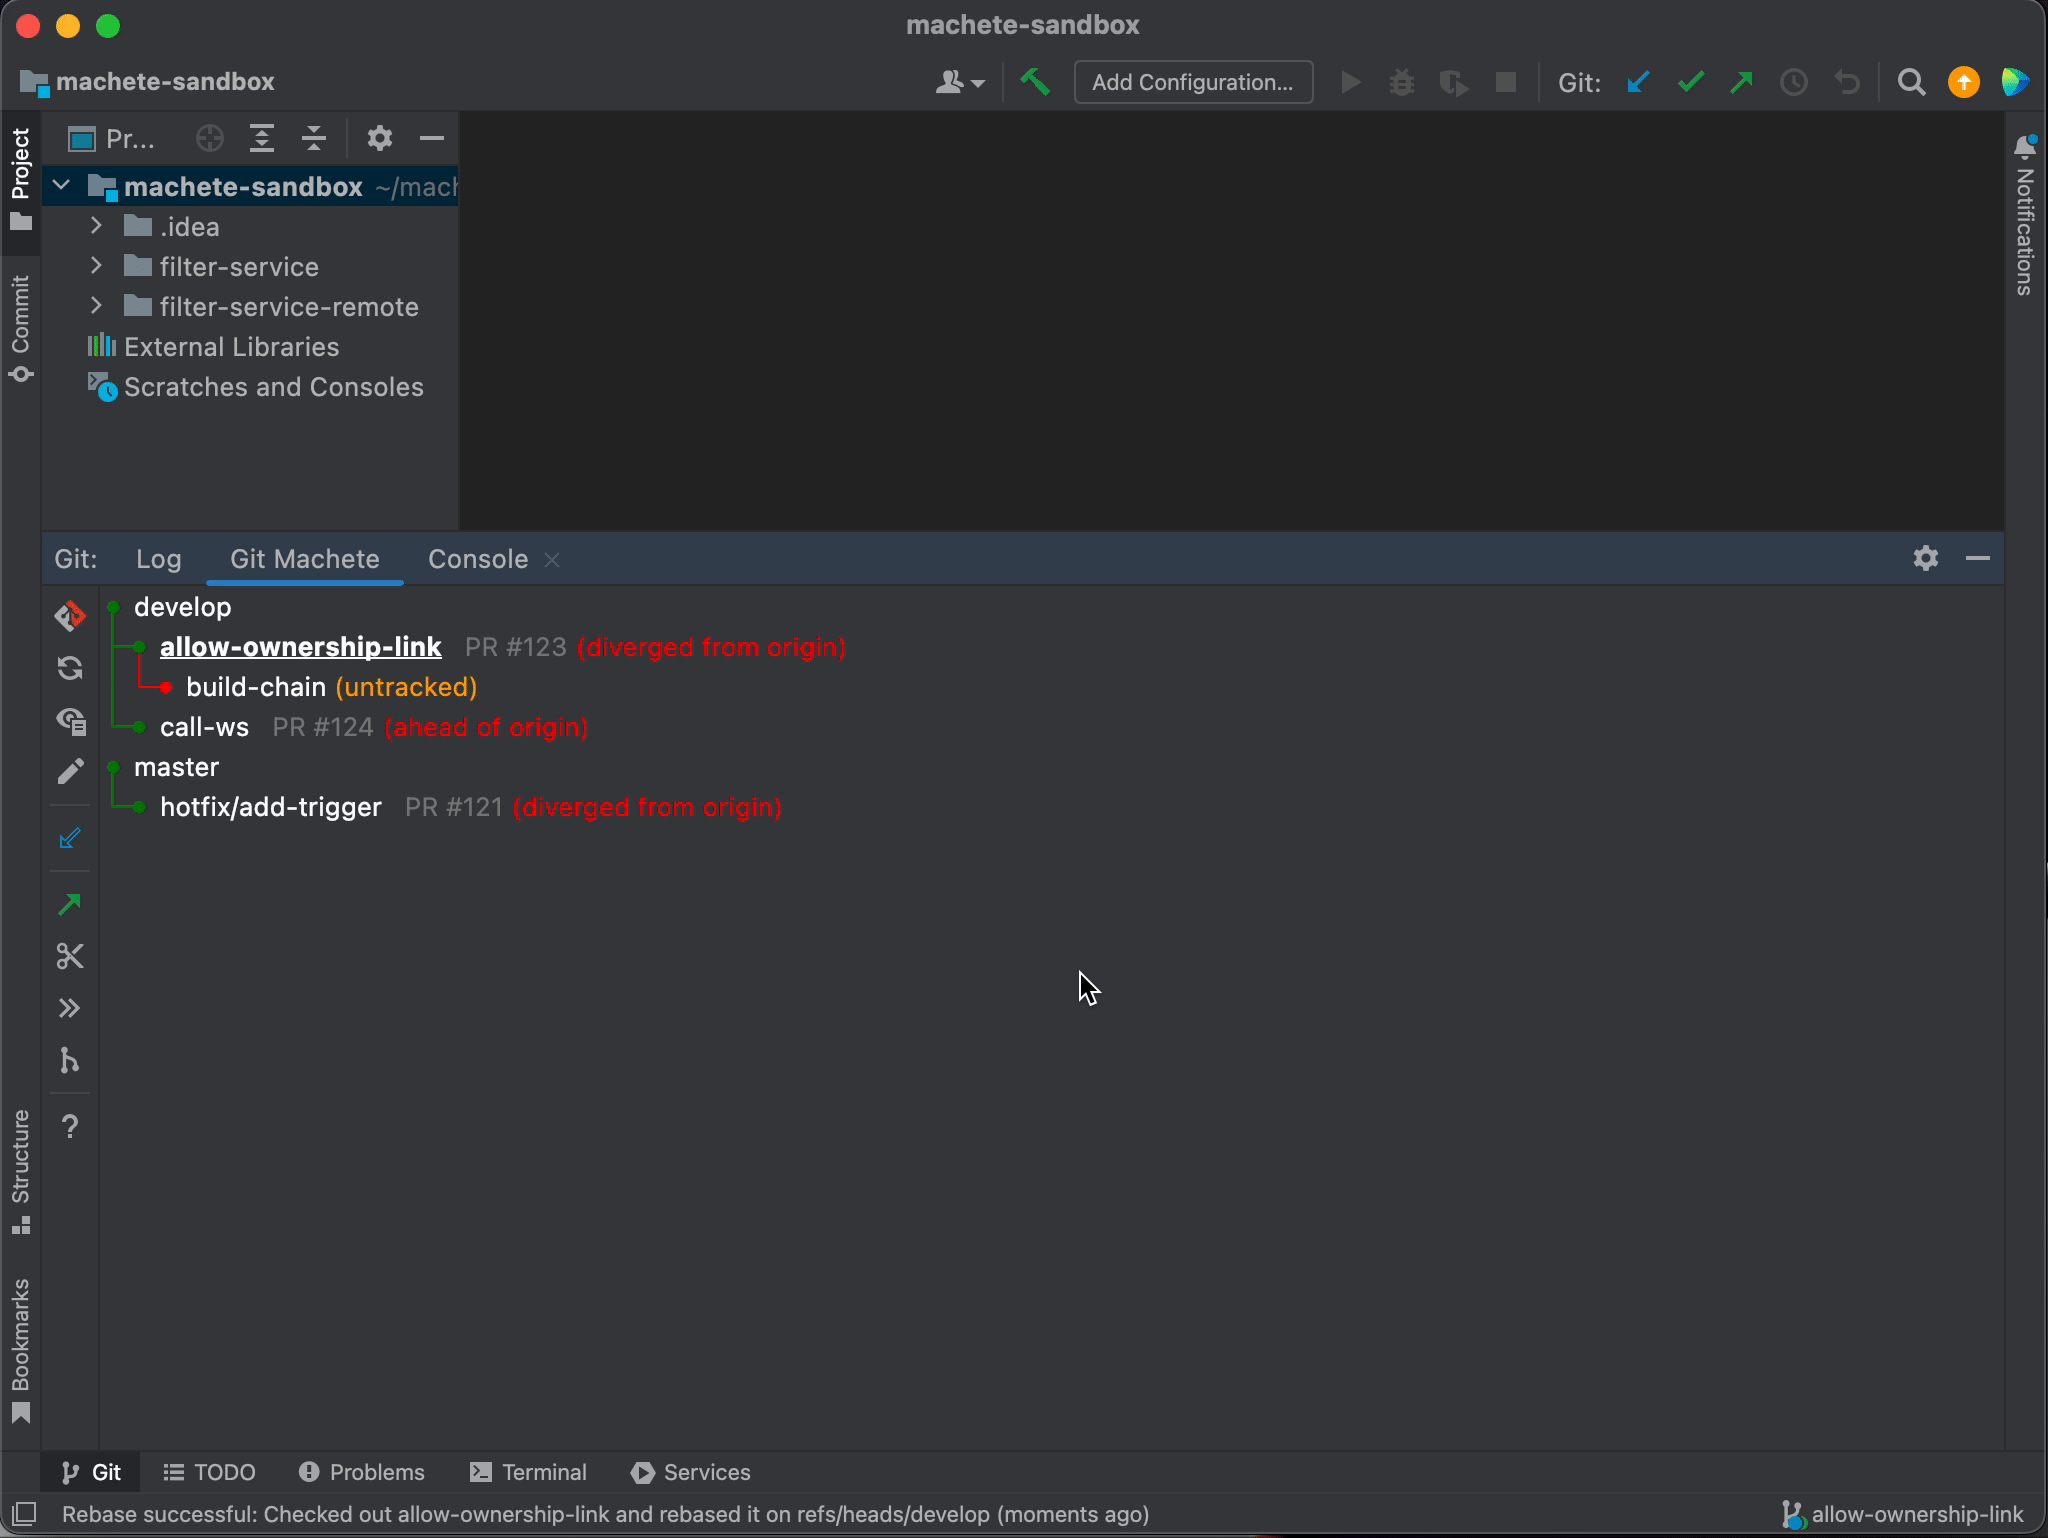 machete-sandbox
machete-sandbox
Add Configuration...
Git:
Project
Commit
Structure
Bookmarks
Pr...
machete-sandbox ~/mach
.idea
filter-service
filter-service-remote
External Libraries
Scratches and Consoles
Notifications
Git: Log Git Machete Console
develop
allow-ownership-link PR #123 (diverged from origin)
build-chain (untracked)
call-ws PR #124 (ahead of origin)
master
hotfix/add-trigger PR #121 (diverged from origin)
?
Git TODO Problems Terminal Services
Rebase successful: Checked out allow-ownership-link and rebased it on refs/heads/develop (moments ago)
allow-ownership-link